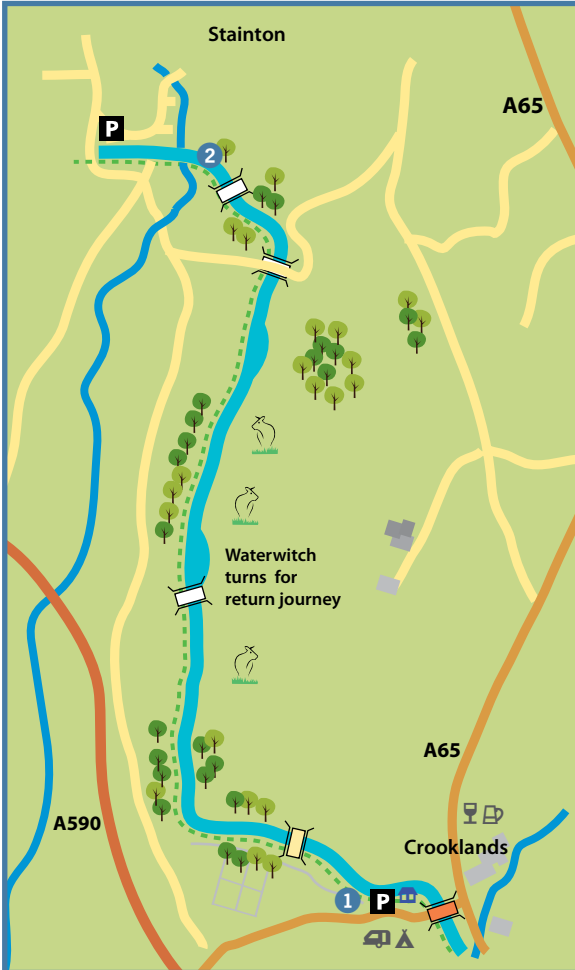 Stainton
A65
P
2
Waterwitch
turns for
return journey
A65
A590
Crooklands
1
P